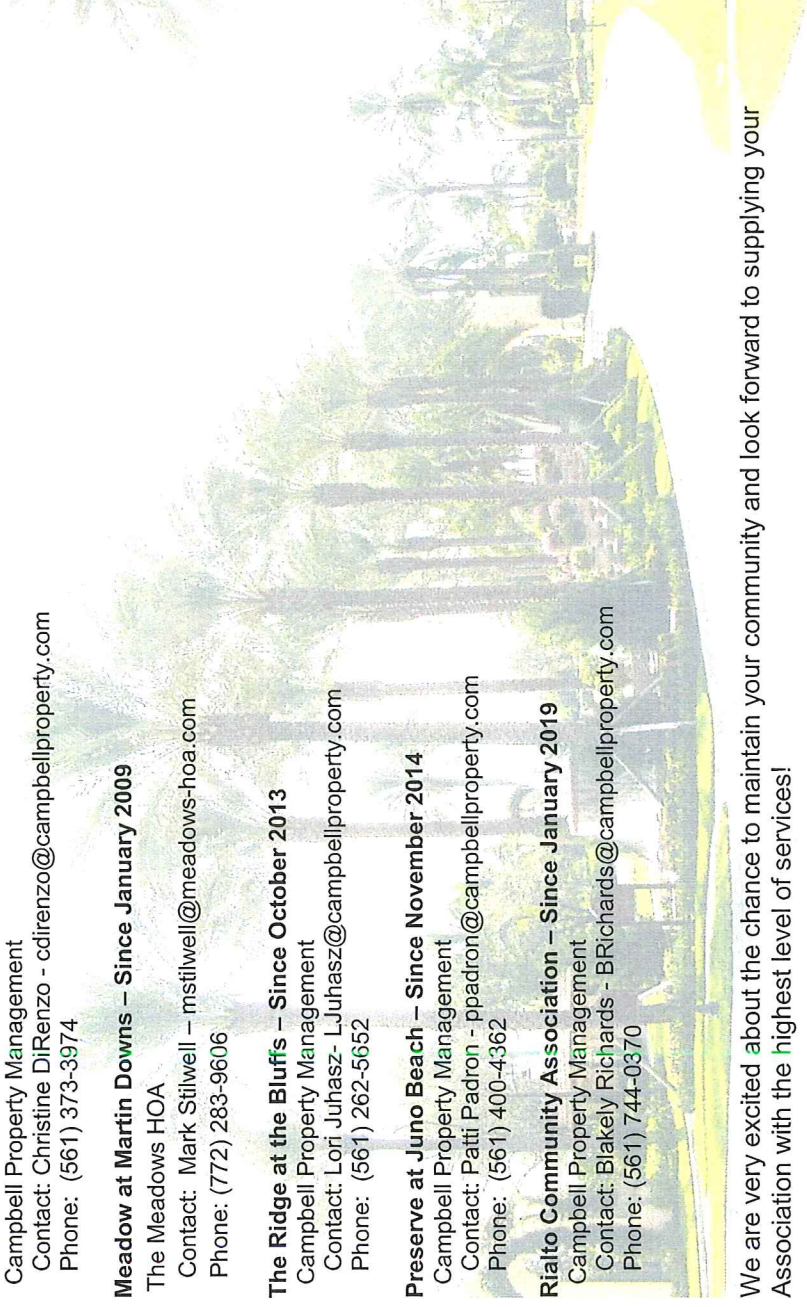 Campbell Property Management
Contact: Christine DiRenzo - cdirenzo@campbellproperty.com
Phone: (561) 373-3974
Meadow at Martin Downs – Since January 2009
The Meadows HOA
Contact: Mark Stilwell – mstilwell@meadows-hoa.com
Phone: (772) 283-9606
The Ridge at the Bluffs – Since October 2013
Campbell Property Management
Contact: Lori Juhasz- LJuhasz@campbellproperty.com
Phone: (561) 262-5652
Preserve at Juno Beach – Since November 2014
Campbell Property Management
Contact: Patti Padron - ppadron@campbellproperty.com
Phone: (561) 400-4362
Rialto Community Association – Since January 2019
Campbell Property Management
Contact: Blakely Richards - BRichards@campbellproperty.com
Phone: (561) 744-0370
We are very excited about the chance to maintain your community and look forward to supplying your
Association with the highest level of services!